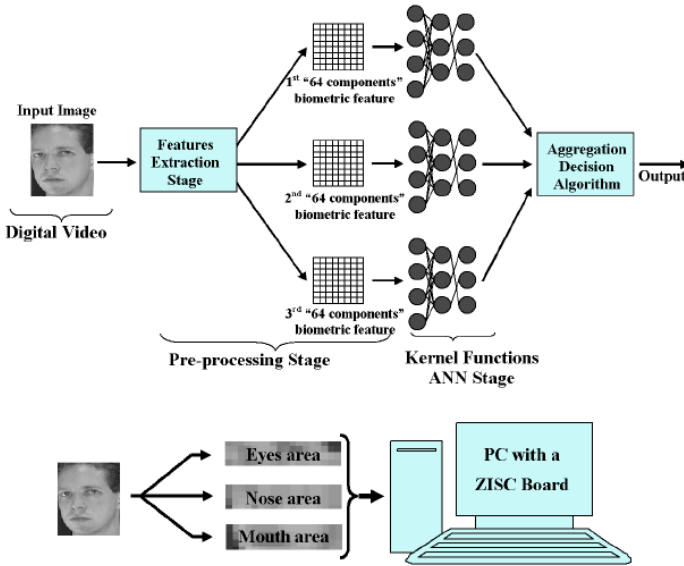 Input Image
Digital Video
Features
Extraction
Stage
1st “64 components”
biometric feature
2nd “64 components”
biometric feature
3rd “64 components”
biometric feature
Pre-processing Stage
Kernel Functions
ANN Stage
Aggregation
Decision
Algorithm
Output
Eyes area
Nose area
Mouth area
PC with a
ZISC Board